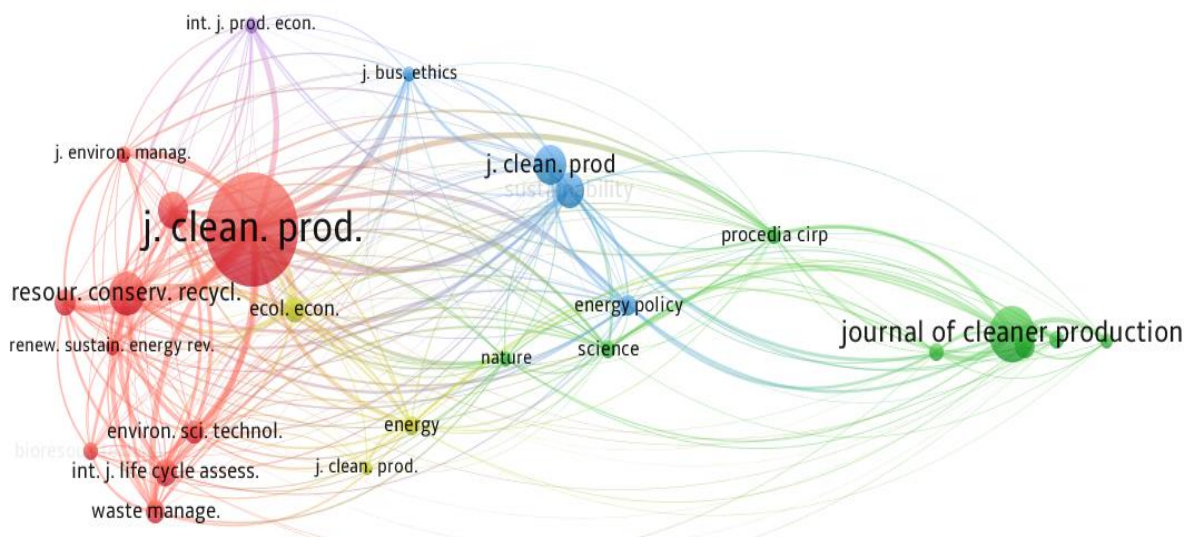 int. j. prod. econ.
j. bus. ethics
j. environ. manag.
j. clean. prod
sustainability
j. clean. prod.
procedia cirp
resour. conserv. recycl.
ecol. econ.
energy policy
journal of cleaner production
renew. sustain. energy rev.
nature
science
energy
environ. sci. technol.
int. j. life cycle assess.
j. clean. prod.
waste manage.